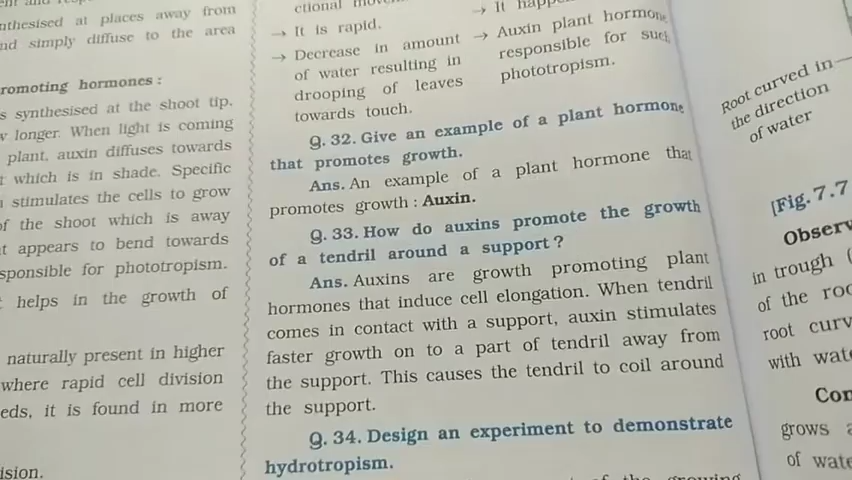 nthesised at places away from
nd simply diffuse to the area
romoting hormones :
s synthesised at the shoot tip.
longer. When light is coming
plant, auxin diffuses towards
which is in shade. Specific
stimulates the cells to grow
of the shoot which is away
t appears to bend towards
sponsible for phototropism.
helps in the growth of
naturally present in higher
where rapid cell division
eds, it is found in more
ision.
→ It is rapid.
→ Decrease in amount
of water resulting in
drooping of leaves
towards touch.
→ It happ
→ Auxin plant hormone
responsible for such
phototropism.
Q. 32. Give an example of a plant hormone
that promotes growth.
Ans. An example of a plant hormone that
promotes growth : Auxin.
Q. 33. How do auxins promote the growth
of a tendril around a support ?
Ans. Auxins are growth promoting plant
hormones that induce cell elongation. When tendril
comes in contact with a support, auxin stimulates
faster growth on to a part of tendril away from
the support. This causes the tendril to coil around
the support.
Q. 34. Design an experiment to demonstrate
hydrotropism.
of the growing
Root curved in
the direction
of water
[Fig. 7.7
Observ
in trough (
of the roo
root curv
with wate
Con
grows a
of wate